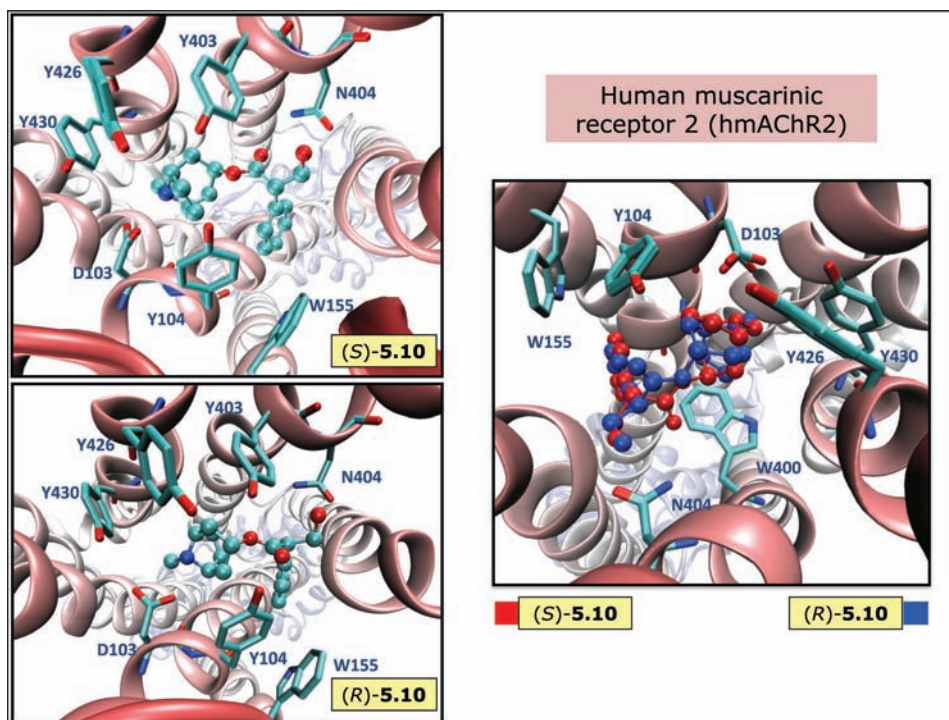 Y426
Y403
N404
Y430
D103
Y104
W155
(S)-5.10
Y426
Y403
N404
Y430
D103
Y104
W155
(R)-5.10
Human muscarinic
receptor 2 (hmAChR2)
Y104
D103
W155
Y426
Y430
W400
N404
(S)-5.10
(R)-5.10